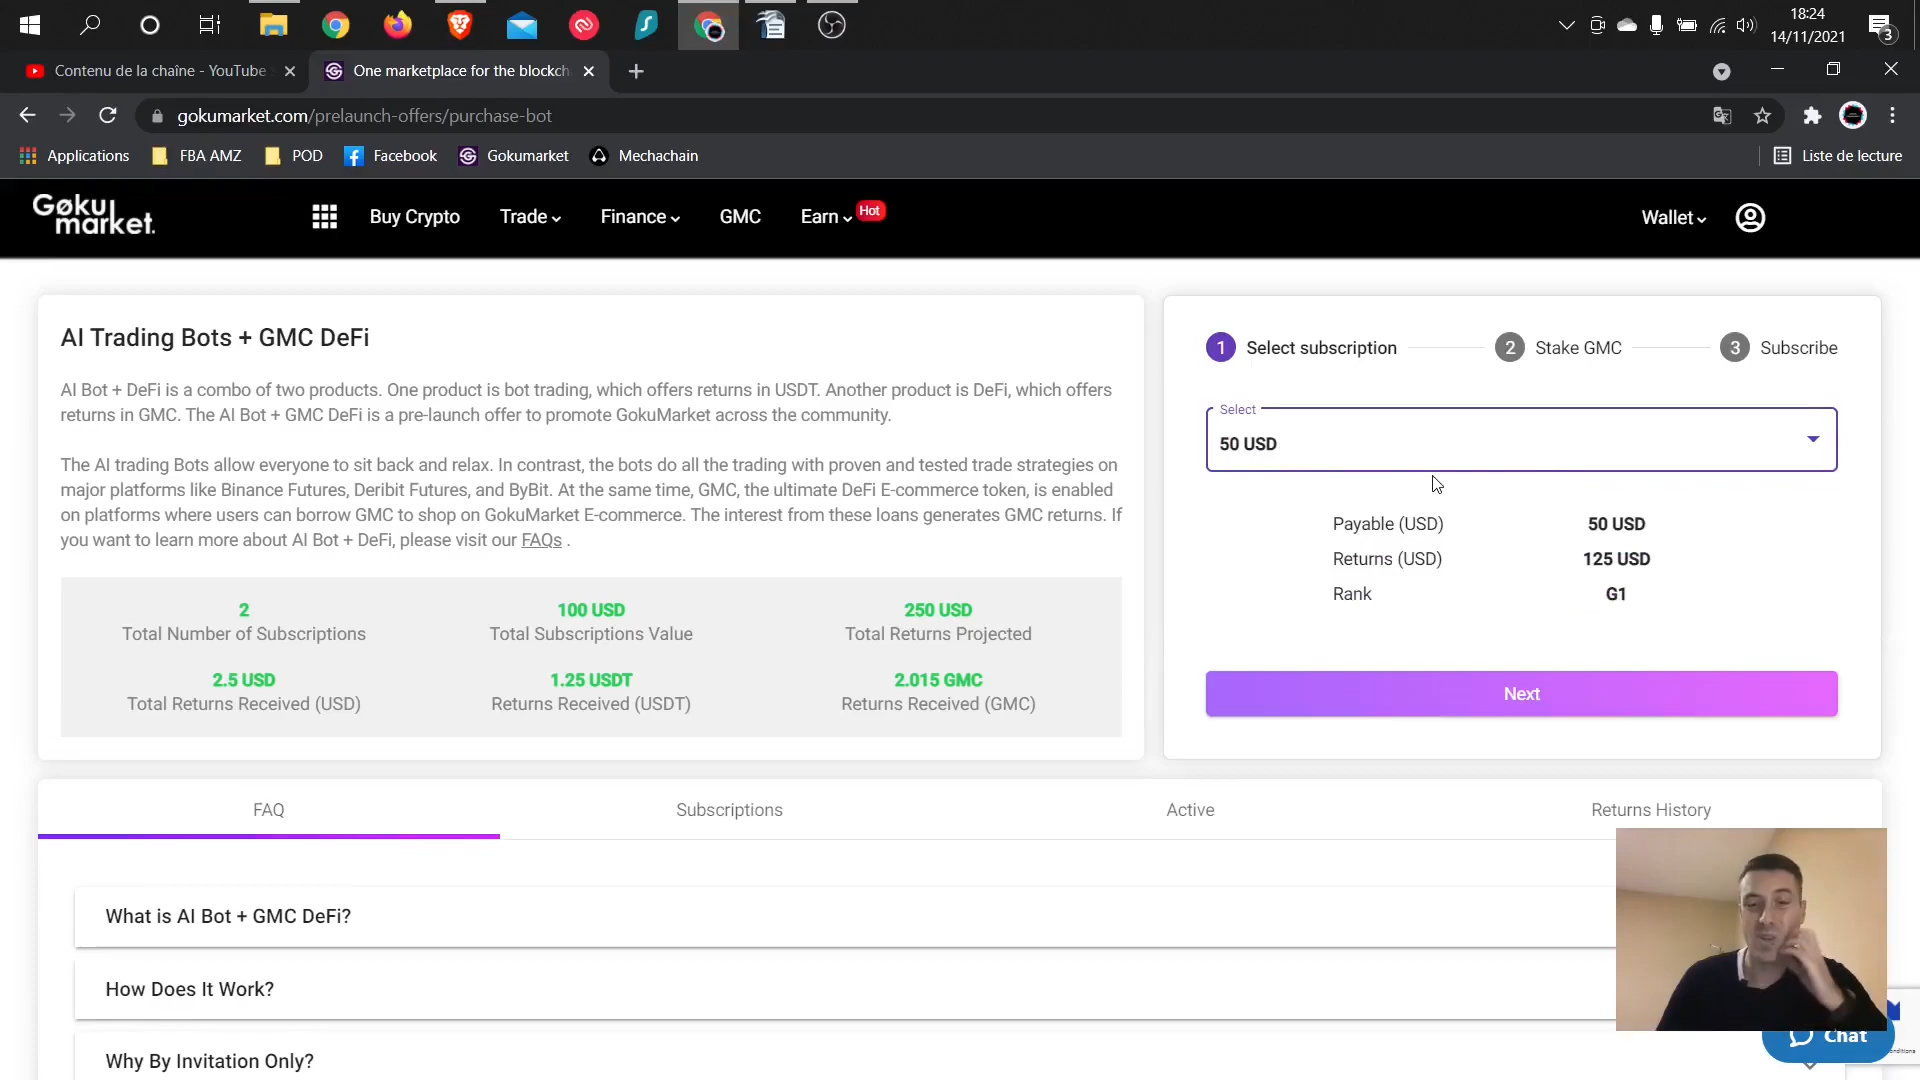 18:24
14/11/2021
3
Contenu de la chaîne - YouTube
One marketplace for the blockch
gokumarket.com/prelaunch-offers/purchase-bot
Applications
FBA AMZ
POD
Facebook
Gokumarket
Mechachain
Liste de lecture
Gøku market.
Buy Crypto
Trade
Finance
GMC
Earn
Hot
Wallet
AI Trading Bots + GMC DeFi
AI Bot + DeFi is a combo of two products. One product is bot trading, which offers returns in USDT. Another product is DeFi, which offers
returns in GMC. The AI Bot + GMC DeFi is a pre-launch offer to promote GokuMarket across the community.
The AI trading Bots allow everyone to sit back and relax. In contrast, the bots do all the trading with proven and tested trade strategies on
major platforms like Binance Futures, Deribit Futures, and ByBit. At the same time, GMC, the ultimate DeFi E-commerce token, is enabled
on platforms where users can borrow GMC to shop on GokuMarket E-commerce. The interest from these loans generates GMC returns. If
you want to learn more about AI Bot + DeFi, please visit our FAQs .
2 100 USD 250 USD
Total Number of Subscriptions Total Subscriptions Value Total Returns Projected
2.5 USD 1.25 USDT 2.015 GMC
Total Returns Received (USD) Returns Received (USDT) Returns Received (GMC)
1 Select subscription 2 Stake GMC 3 Subscribe
Select
50 USD
Payable (USD) 50 USD
Returns (USD) 125 USD
Rank G1
Next
FAQ Subscriptions Active Returns History
What is AI Bot + GMC DeFi?
How Does It Work?
Why By Invitation Only?
Chat